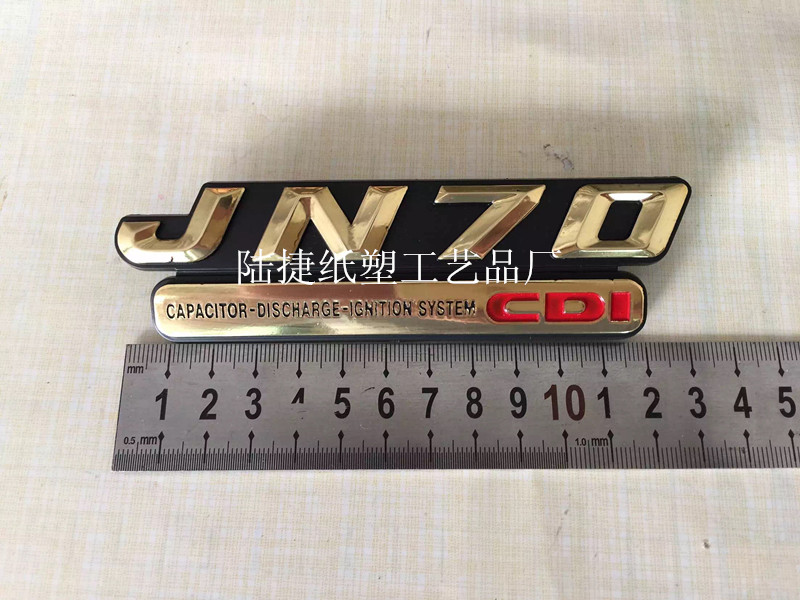 JN70
陆捷纸塑工艺品厂
CAPACITOR-DISCHARGE-IGNITION SYSTEM CDI
mm
1 2 3 4 5 6 7 8 9 10 1 2 3 4 5
0.5 mm 1.0 mm